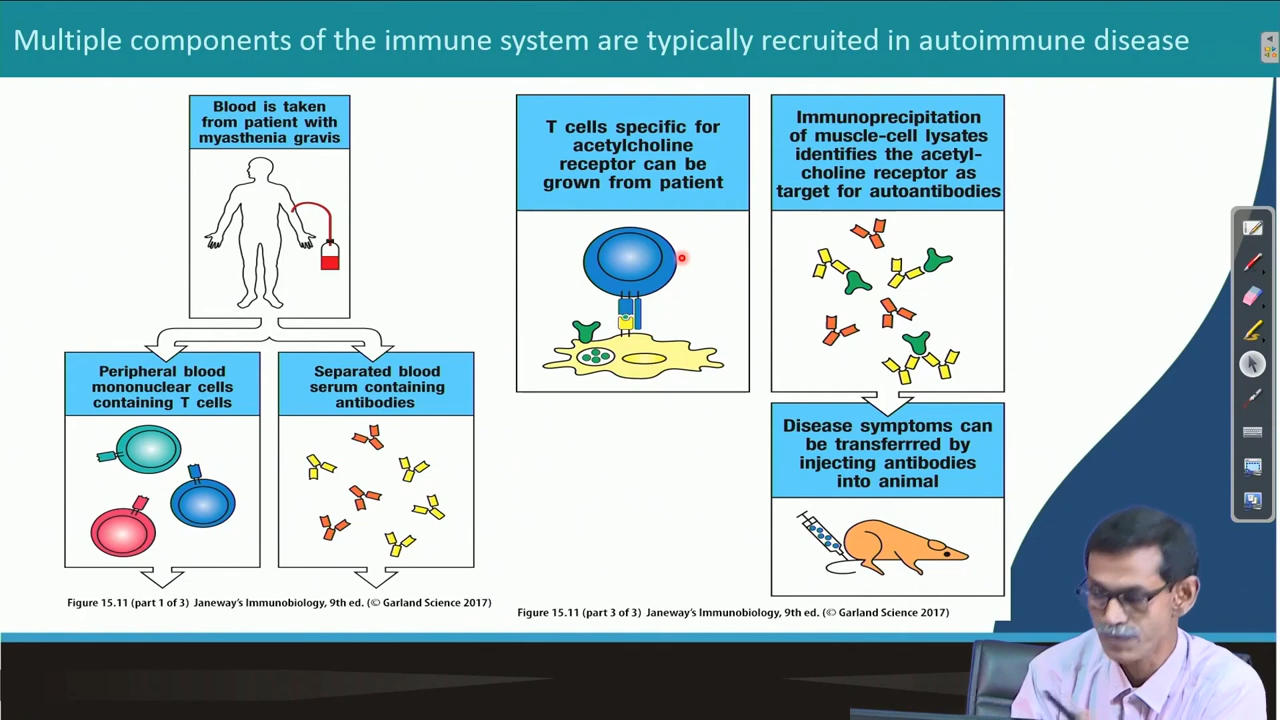 Multiple components of the immune system are typically recruited in autoimmune disease
Blood is taken
from patient with
myasthenia gravis
Peripheral blood
mononuclear cells
containing T cells
Separated blood
serum containing
antibodies
Figure 15.11 (part 1 of 3) Janeway's Immunobiology, 9th ed. (© Garland Science 2017)
T cells specific for
acetylcholine
receptor can be
grown from patient
Immunoprecipitation
of muscle-cell lysates
identifies the acetyl-
choline receptor as
target for autoantibodies
Disease symptoms can
be transferrred by
injecting antibodies
into animal
Figure 15.11 (part 3 of 3) Janeway's Immunobiology, 9th ed. (© Garland Science 2017)